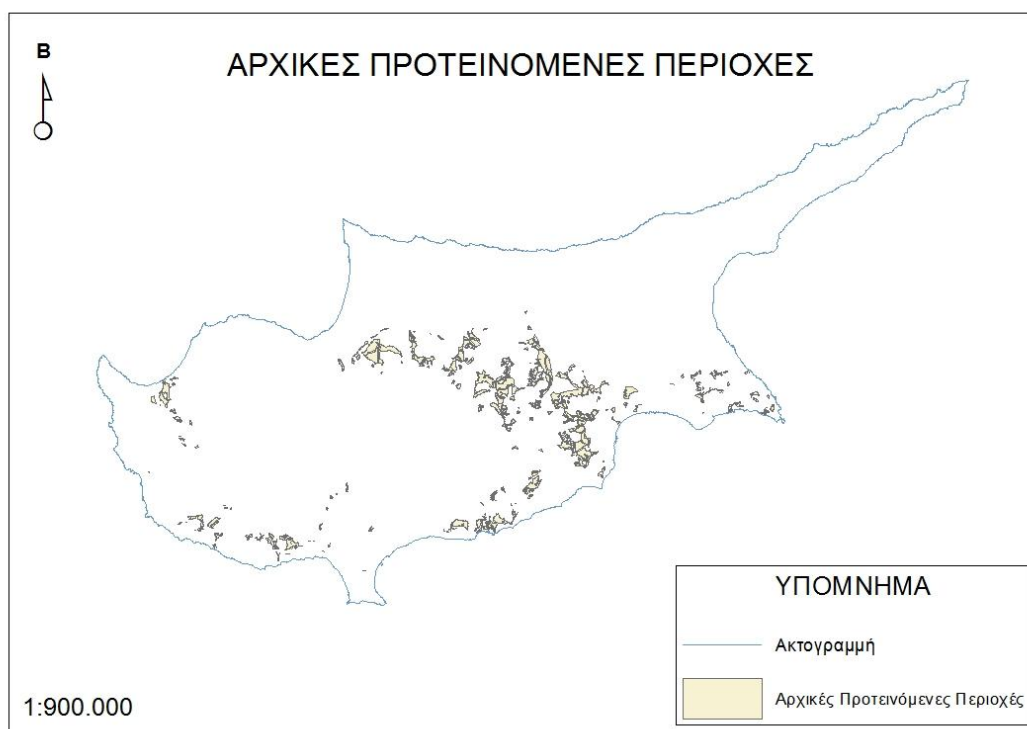 Β
ΑΡΧΙΚΕΣ ΠΡΟΤΕΙΝΟΜΕΝΕΣ ΠΕΡΙΟΧΕΣ
ΥΠΟΜΝΗΜΑ
Ακτογραμμή
Αρχικές Προτεινόμενες Περιοχές
1:900.000